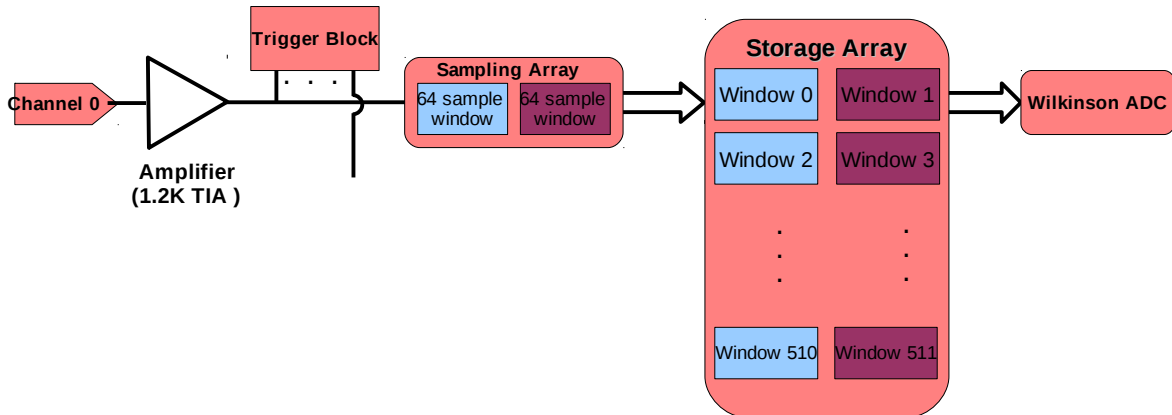 Channel 0
Amplifier
(1.2K TIA )
Trigger Block
. . .
Sampling Array
64 sample
window
64 sample
window
Storage Array
Window 0
Window 1
Window 2
Window 3
Window 510
Window 511
Wilkinson ADC